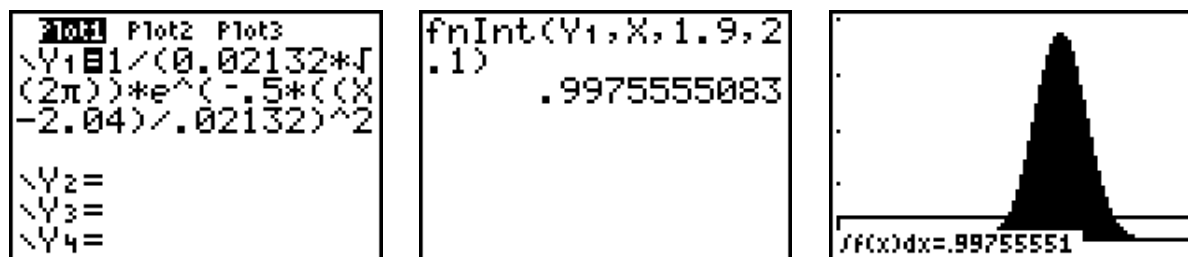 Plot1 Plot2 Plot3
\Y₁=1/(0.02132*√
(2π))*e^(⁻.5*((X
-2.04)/.02132)^2
\Y₂=
\Y₃=
\Y₄=
fnInt(Y₁,X,1.9,2
.1)
.9975555083
∫f(x)dx=.99755551